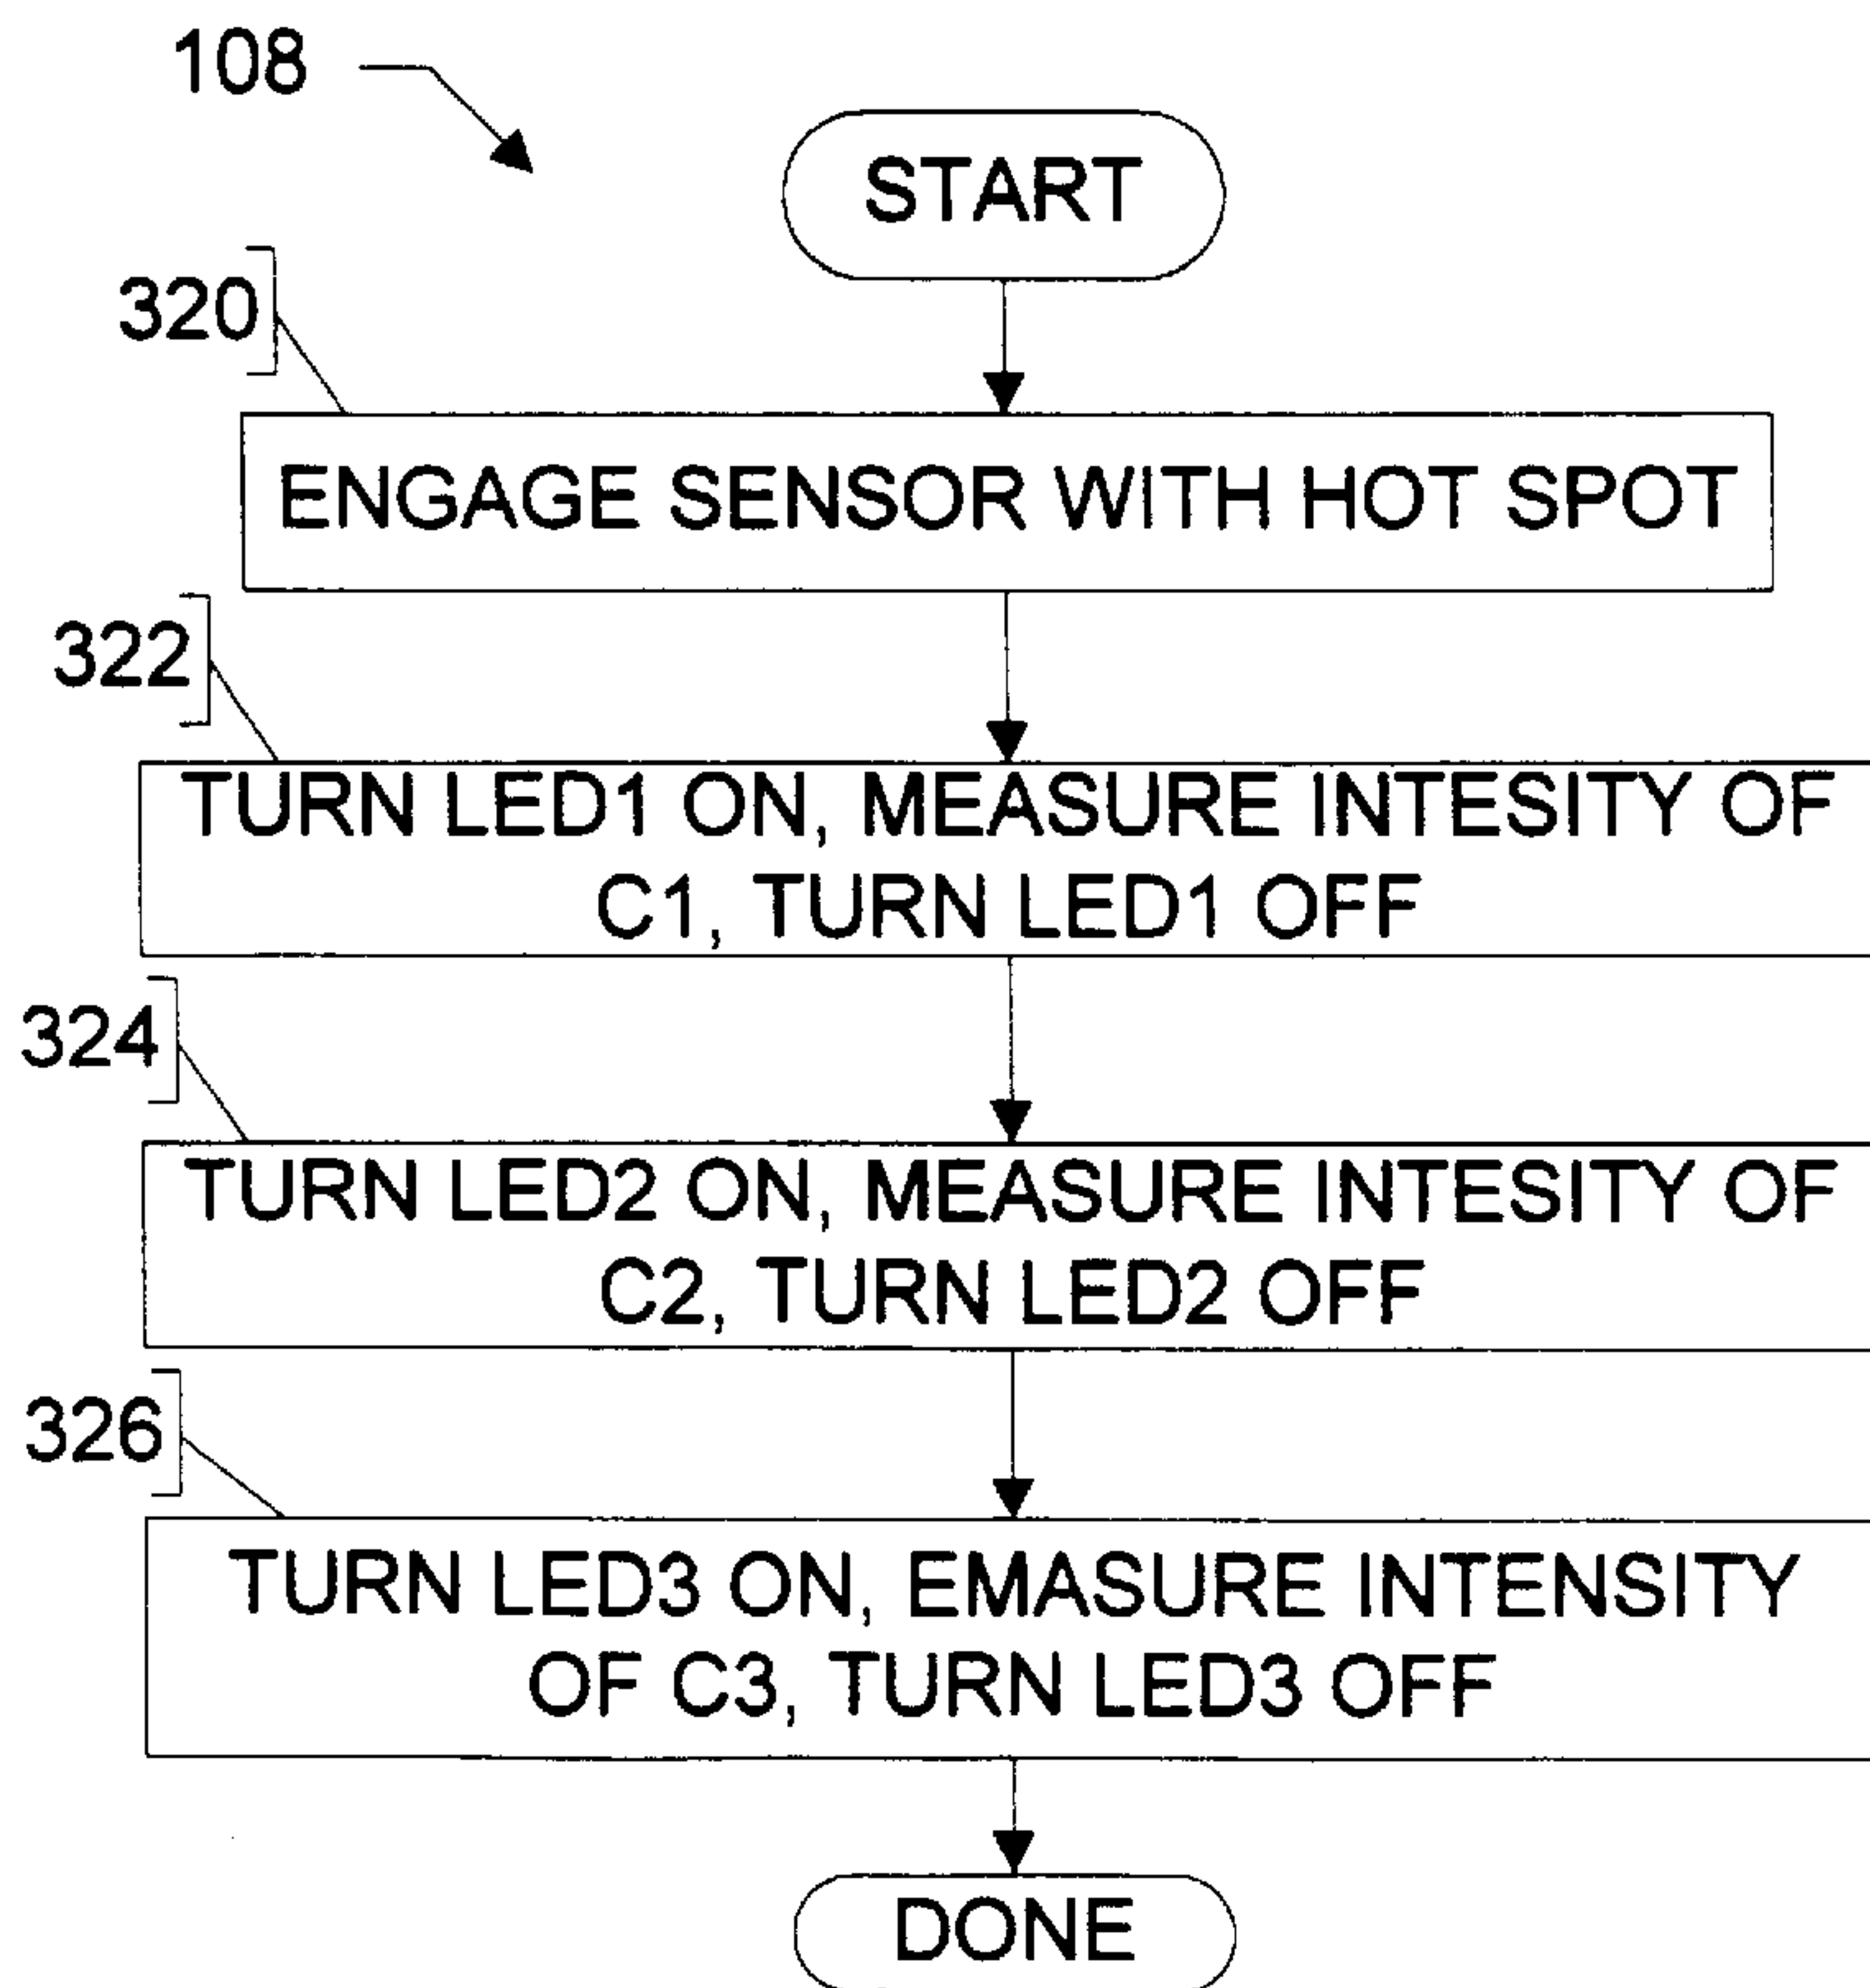 108
START
320
ENGAGE SENSOR WITH HOT SPOT
322
TURN LED1 ON, MEASURE INTESITY OF
C1, TURN LED1 OFF
324
TURN LED2 ON, MEASURE INTESITY OF
C2, TURN LED2 OFF
326
TURN LED3 ON, EMASURE INTENSITY
OF C3, TURN LED3 OFF
DONE